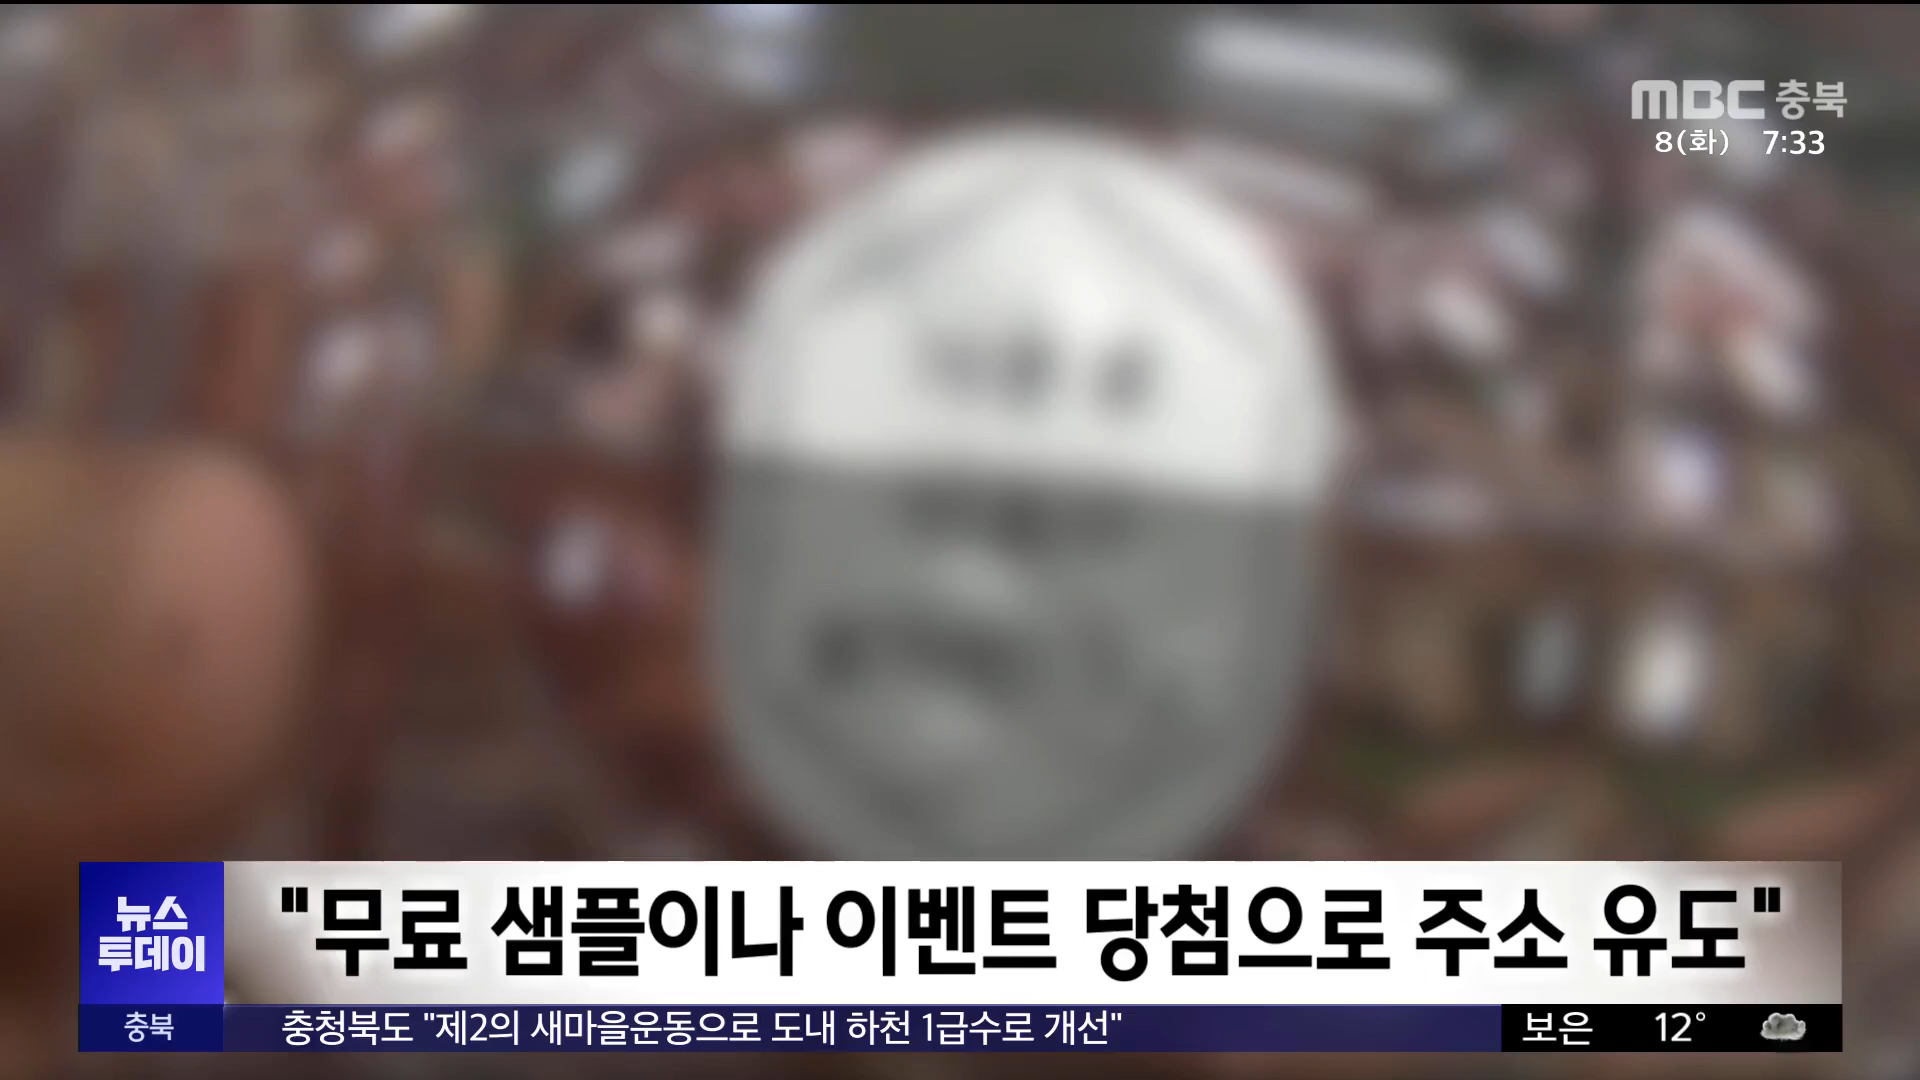 MBC 충북
8(화) 7:33
뉴스
투데이
"무료 샘플이나 이벤트 당첨으로 주소 유도"
충북
충청북도 "제2의 새마을운동으로 도내 하천 1급수로 개선"
보은 12°